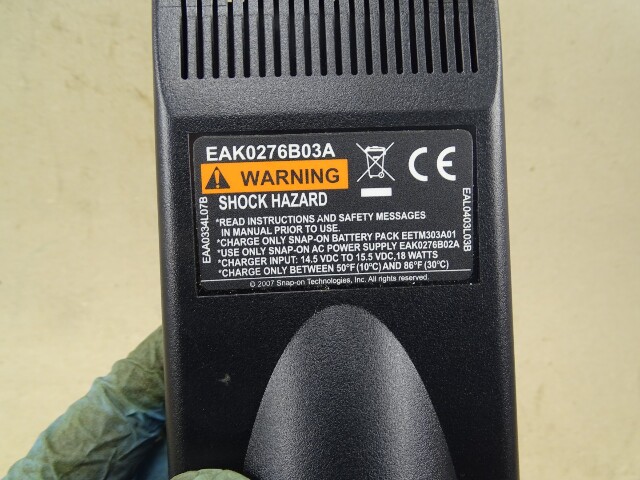 EAK0276B03A
CE
WARNING
SHOCK HAZARD
*READ INSTRUCTIONS AND SAFETY MESSAGES
IN MANUAL PRIOR TO USE.
*CHARGE ONLY SNAP-ON BATTERY PACK EETM303A01
*USE ONLY SNAP-ON AC POWER SUPPLY EAK0276B02A
*CHARGER INPUT: 14.5 VDC TO 15.5 VDC,18 WATTS
*CHARGE ONLY BETWEEN 50°F (10°C) AND 86°F (30°C)
© 2007 Snap-on Technologies, Inc. All rights reserved.
EAA0334L07B
EAL0403L03B